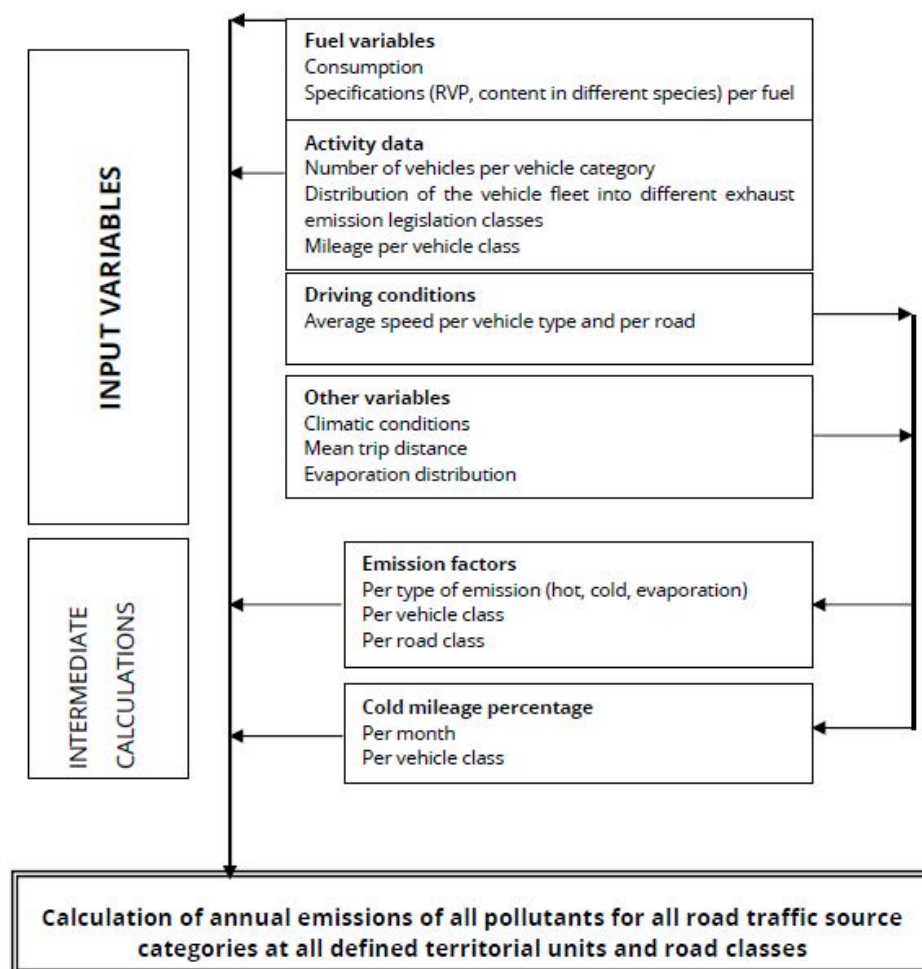 INPUT VARIABLES
Fuel variables
Consumption
Specifications (RVP, content in different species) per fuel
Activity data
Number of vehicles per vehicle category
Distribution of the vehicle fleet into different exhaust
emission legislation classes
Mileage per vehicle class
Driving conditions
Average speed per vehicle type and per road
Other variables
Climatic conditions
Mean trip distance
Evaporation distribution
INTERMEDIATE
CALCULATIONS
Emission factors
Per type of emission (hot, cold, evaporation)
Per vehicle class
Per road class
Cold mileage percentage
Per month
Per vehicle class
Calculation of annual emissions of all pollutants for all road traffic source
categories at all defined territorial units and road classes